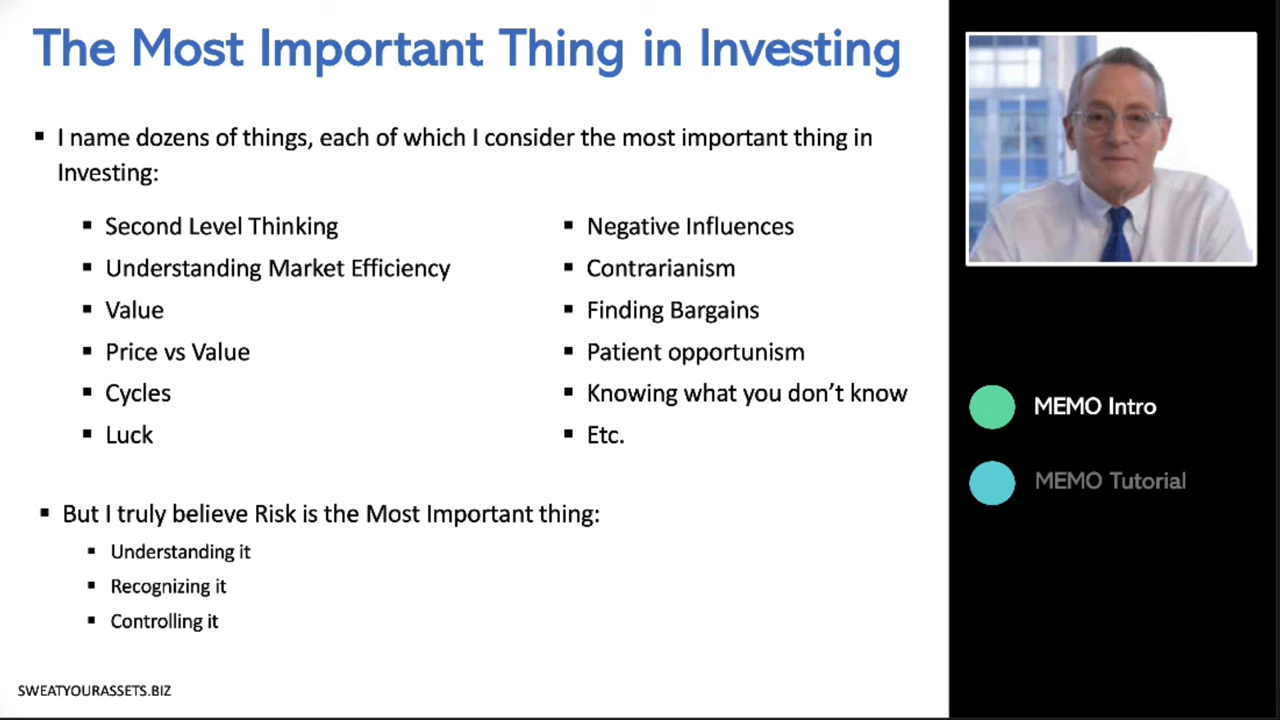 The Most Important Thing in Investing
I name dozens of things, each of which I consider the most important thing in
Investing:
Second Level Thinking
Understanding Market Efficiency
Value
Price vs Value
Cycles
Luck
Negative Influences
Contrarianism
Finding Bargains
Patient opportunism
Knowing what you don’t know
Etc.
But I truly believe Risk is the Most Important thing:
Understanding it
Recognizing it
Controlling it
SWEATYOURASSETS.BIZ
MEMO Intro
MEMO Tutorial